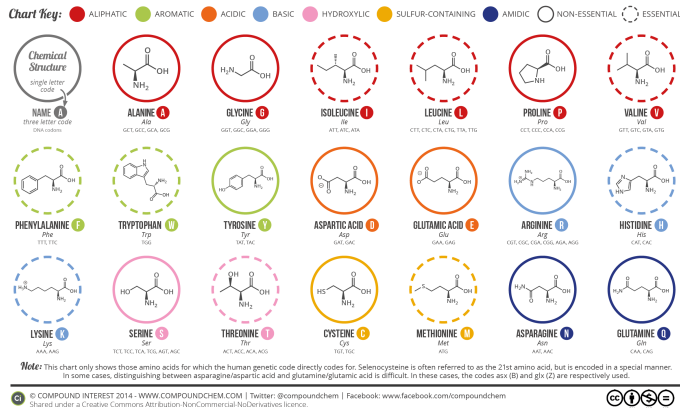 Chart Key: ALIPHATIC AROMATIC ACIDIC BASIC HYDROXYLIC SULFUR-CONTAINING AMIDIC NON-ESSENTIAL ESSENTIAL
Chemical
Structure
single letter
code
NAME A
three letter code
DNA codons
ALANINE A
Ala
GCT, GCC, GCA, GCG
GLYCINE G
Gly
GGT, GGC, GGA, GGG
ISOLEUCINE I
Ile
ATT, ATC, ATA
LEUCINE L
Leu
CTT, CTC, CTA, CTG, TTA, TTG
PROLINE P
Pro
CCT, CCC, CCA, CCG
VALINE V
Val
GTT, GTC, GTA, GTG
PHENYLALANINE F
Phe
TTT, TTC
TRYPTOPHAN W
Trp
TGG
TYROSINE Y
Tyr
TAT, TAC
ASPARTIC ACID D
Asp
GAT, GAC
GLUTAMIC ACID E
Glu
GAA, GAG
ARGININE R
Arg
CGT, CGC, CGA, CGG, AGA, AGG
HISTIDINE H
His
CAT, CAC
LYSINE K
Lys
AAA, AAG
SERINE S
Ser
TCT, TCC, TCA, TCG, AGT, AGC
THREONINE T
Thr
ACT, ACC, ACA, ACG
CYSTEINE C
Cys
TGT, TGC
METHIONINE M
Met
ATG
ASPARAGINE N
Asn
AAT, AAC
GLUTAMINE Q
Gln
CAA, CAG
Note: This chart only shows those amino acids for which the human genetic code directly codes for. Selenocysteine is often referred to as the 21st amino acid, but is encoded in a special manner.
In some cases, distinguishing between asparagine/aspartic acid and glutamine/glutamic acid is difficult. In these cases, the codes asx (B) and glx (Z) are respectively used.
Ci © COMPOUND INTEREST 2014 - WWW.COMPOUNDCHEM.COM | Twitter: @compoundchem | Facebook: www.facebook.com/compoundchem
Shared under a Creative Commons Attribution-NonCommercial-NoDerivatives licence.